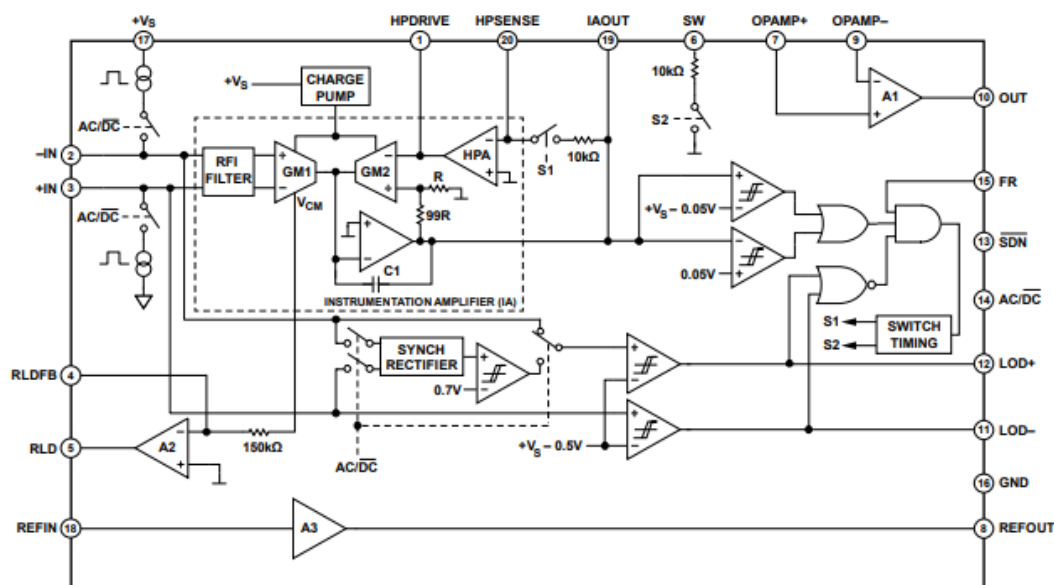 +VS HPDRIVE HPSENSE IAOUT SW OPAMP+ OPAMP–
17 1 20 19 6 7 9
10kΩ
+VS CHARGE PUMP
A1 10 OUT
AC/DC S2
–IN 2
RFI FILTER
+ GM1 – GM2 + HPA – +
S1 10kΩ
R
+IN 3
15 FR
VCM
AC/DC
99R
+VS – 0.05V
13 SDN
C1
0.05V
INSTRUMENTATION AMPLIFIER (IA)
14 AC/DC
S1
S2
SWITCH TIMING
SYNCH RECTIFIER
0.7V
12 LOD+
RLDFB 4
RLD 5
A2
150kΩ
+VS – 0.5V
11 LOD–
AC/DC
16 GND
REFIN 18
A3
8 REFOUT